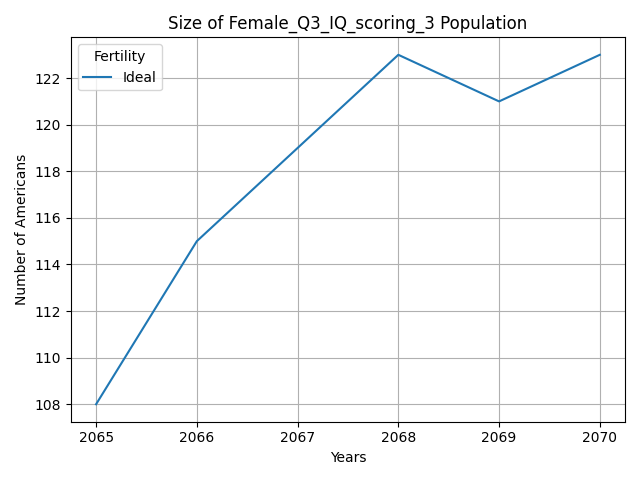 Size of Female_Q3_IQ_scoring_3 Population
Fertility
Ideal
Number of Americans
122
120
118
116
114
112
110
108
2065 2066 2067 2068 2069 2070
Years